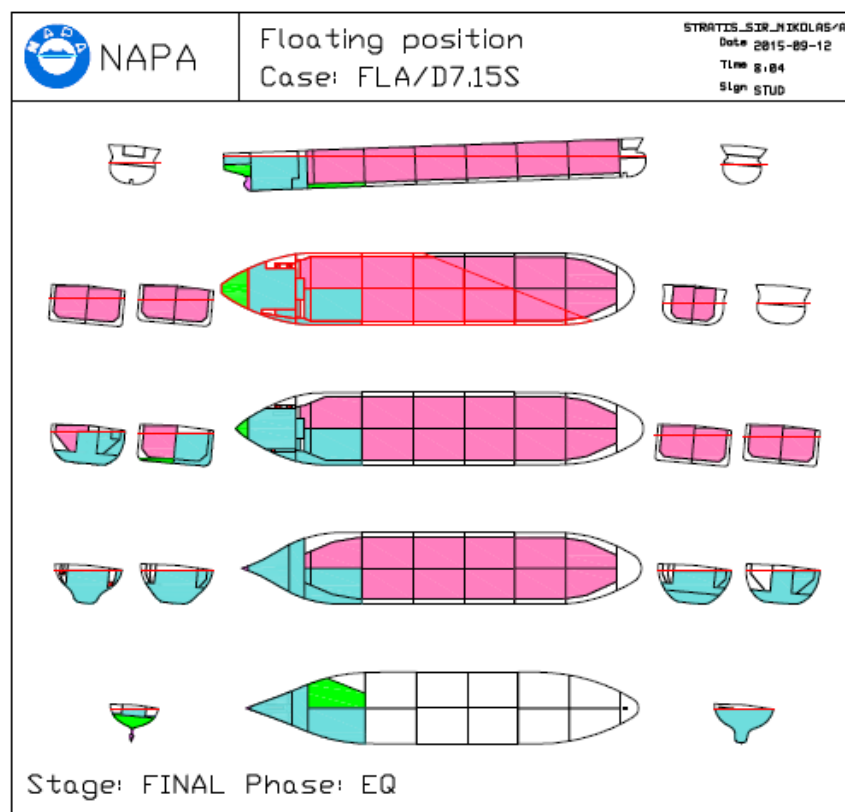 NAPA
NAPA
Floating position
Case: FLA/D7.15S
STRATIS_SIR_NIKOLAS/A
Date 2015-09-12
Time 8:04
Sign STUD
Stage: FINAL Phase: EQ